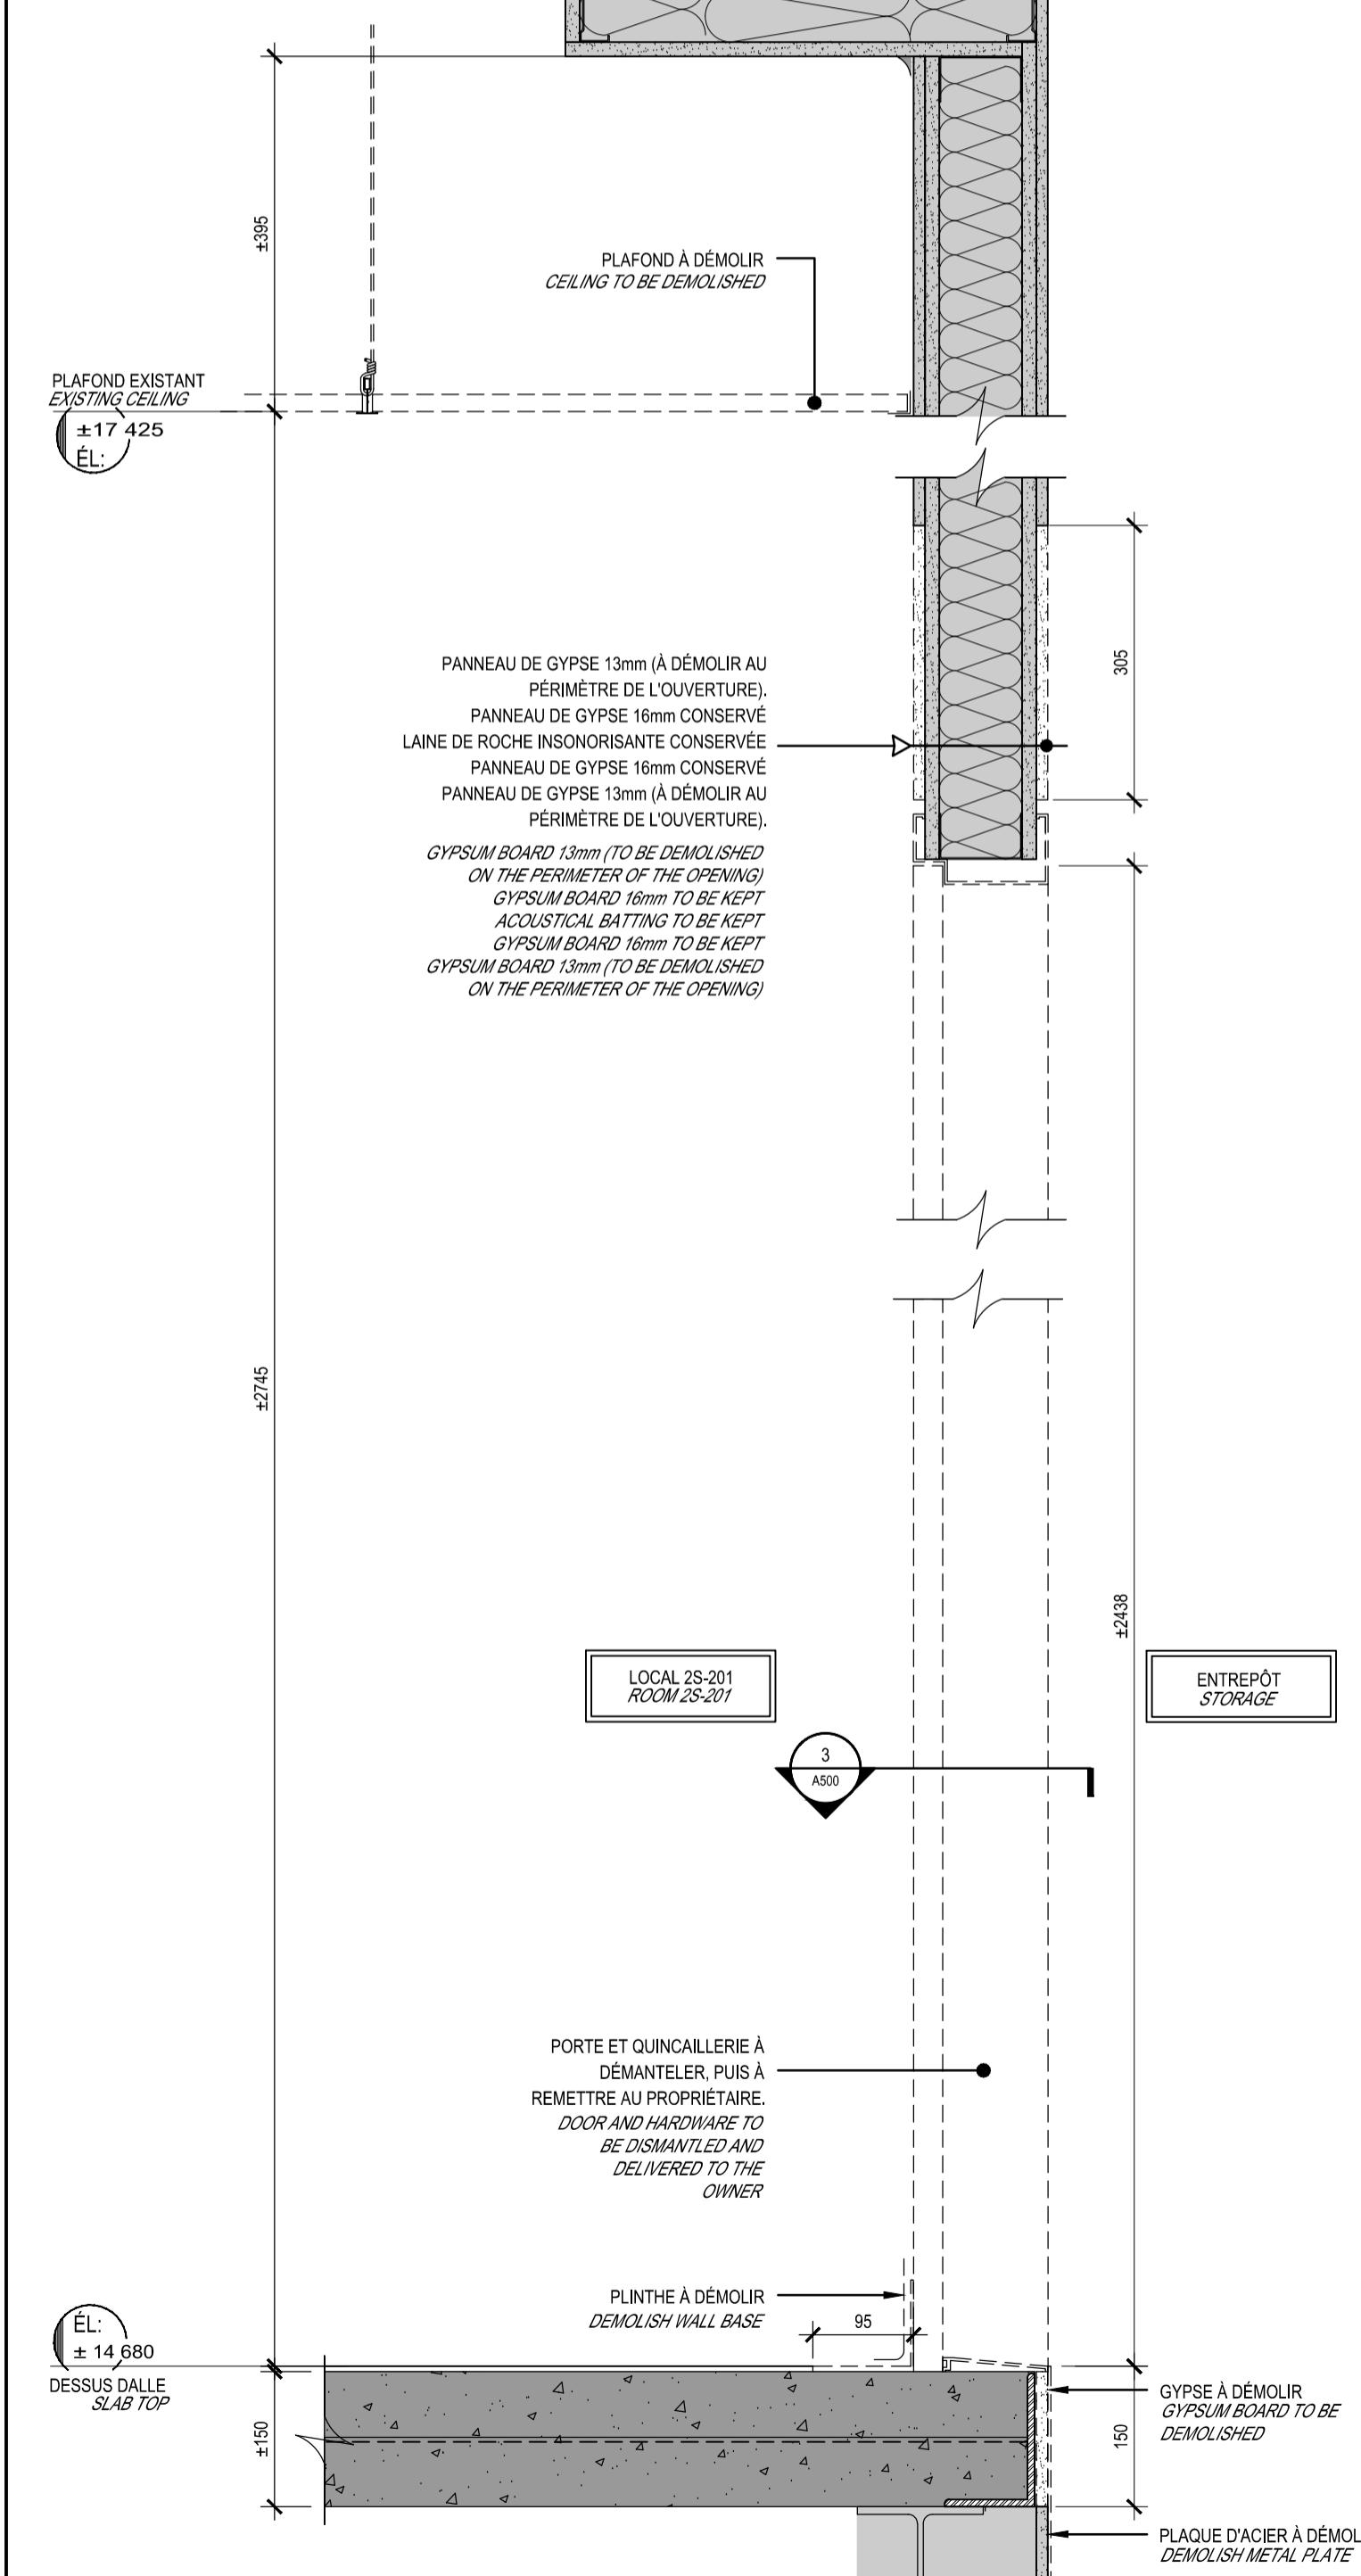 ±395
PLAFOND À DÉMOLIR
CEILING TO BE DEMOLISHED
PLAFOND EXISTANT
EXISTING CEILING
±17 425
ÉL:
305
PANNEAU DE GYPSE 13mm (À DÉMOLIR AU
PÉRIMÈTRE DE L'OUVERTURE).
PANNEAU DE GYPSE 16mm CONSERVÉ
LAINE DE ROCHE INSONORISANTE CONSERVÉE
PANNEAU DE GYPSE 16mm CONSERVÉ
PANNEAU DE GYPSE 13mm (À DÉMOLIR AU
PÉRIMÈTRE DE L'OUVERTURE).
GYPSUM BOARD 13mm (TO BE DEMOLISHED
ON THE PERIMETER OF THE OPENING)
GYPSUM BOARD 16mm TO BE KEPT
ACOUSTICAL BATTING TO BE KEPT
GYPSUM BOARD 16mm TO BE KEPT
GYPSUM BOARD 13mm (TO BE DEMOLISHED
ON THE PERIMETER OF THE OPENING)
±2745
±2438
LOCAL 2S-201
ROOM 2S-201
ENTREPÔT
STORAGE
3
A500
PORTE ET QUINCAILLERIE À
DÉMANTELER, PUIS À
REMETTRE AU PROPRIÉTAIRE.
DOOR AND HARDWARE TO
BE DISMANTLED AND
DELIVERED TO THE
OWNER
PLINTHE À DÉMOLIR
DEMOLISH WALL BASE
95
ÉL:
± 14 680
DESSUS DALLE
SLAB TOP
±150
150
GYPSE À DÉMOLIR
GYPSUM BOARD TO BE
DEMOLISHED
PLAQUE D'ACIER À DÉMOL
DEMOLISH METAL PLATE